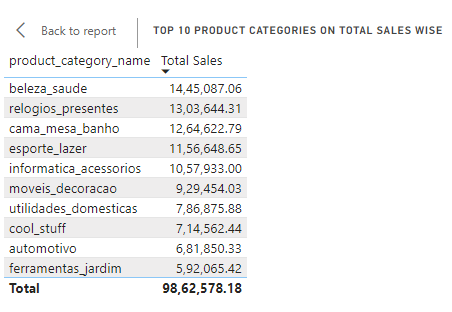 Back to report TOP 10 PRODUCT CATEGORIES ON TOTAL SALES WISE
product_category_name Total Sales
beleza_saude 14,45,087.06
relogios_presentes 13,03,644.31
cama_mesa_banho 12,64,622.79
esporte_lazer 11,56,648.65
informatica_acessorios 10,57,933.00
moveis_decoracao 9,29,454.03
utilidades_domesticas 7,86,875.88
cool_stuff 7,14,562.44
automotivo 6,81,850.33
ferramentas_jardim 5,92,065.42
Total 98,62,578.18